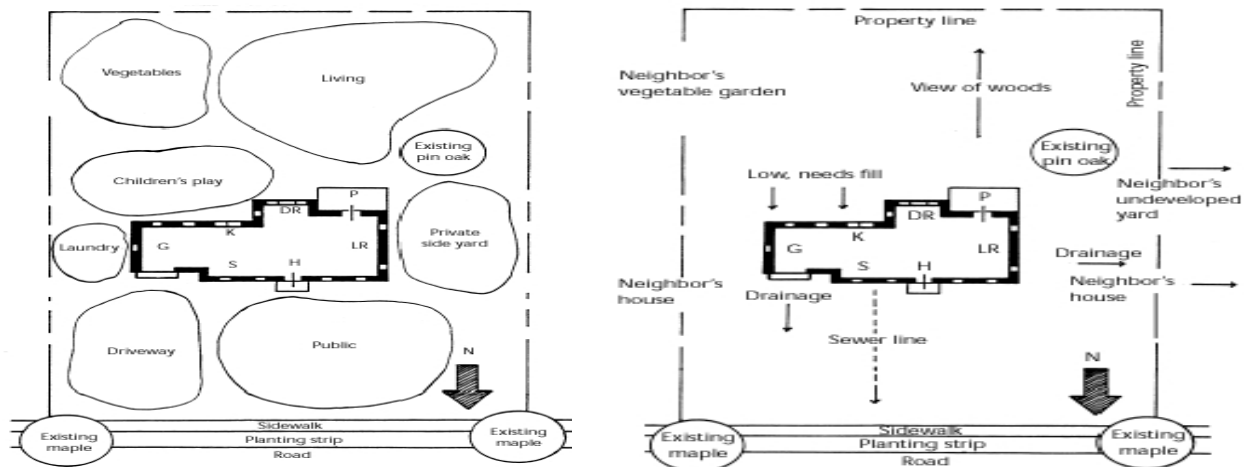 Vegetables
Living
Existing
pin oak
Children's play
P
DR
K
Laundry
G
LR
Private
side yard
S
H
Driveway
Public
N
Existing
maple
Sidewalk
Planting strip
Road
Existing
maple
Property line
Property line
Neighbor's
vegetable garden
View of woods
Existing
pin oak
Low, needs fill
Neighbor's
undeveloped
yard
P
DR
K
G
LR
S
H
Drainage
Neighbor's
house
Neighbor's
house
Drainage
Sewer line
N
Existing
maple
Sidewalk
Planting strip
Road
Existing
maple